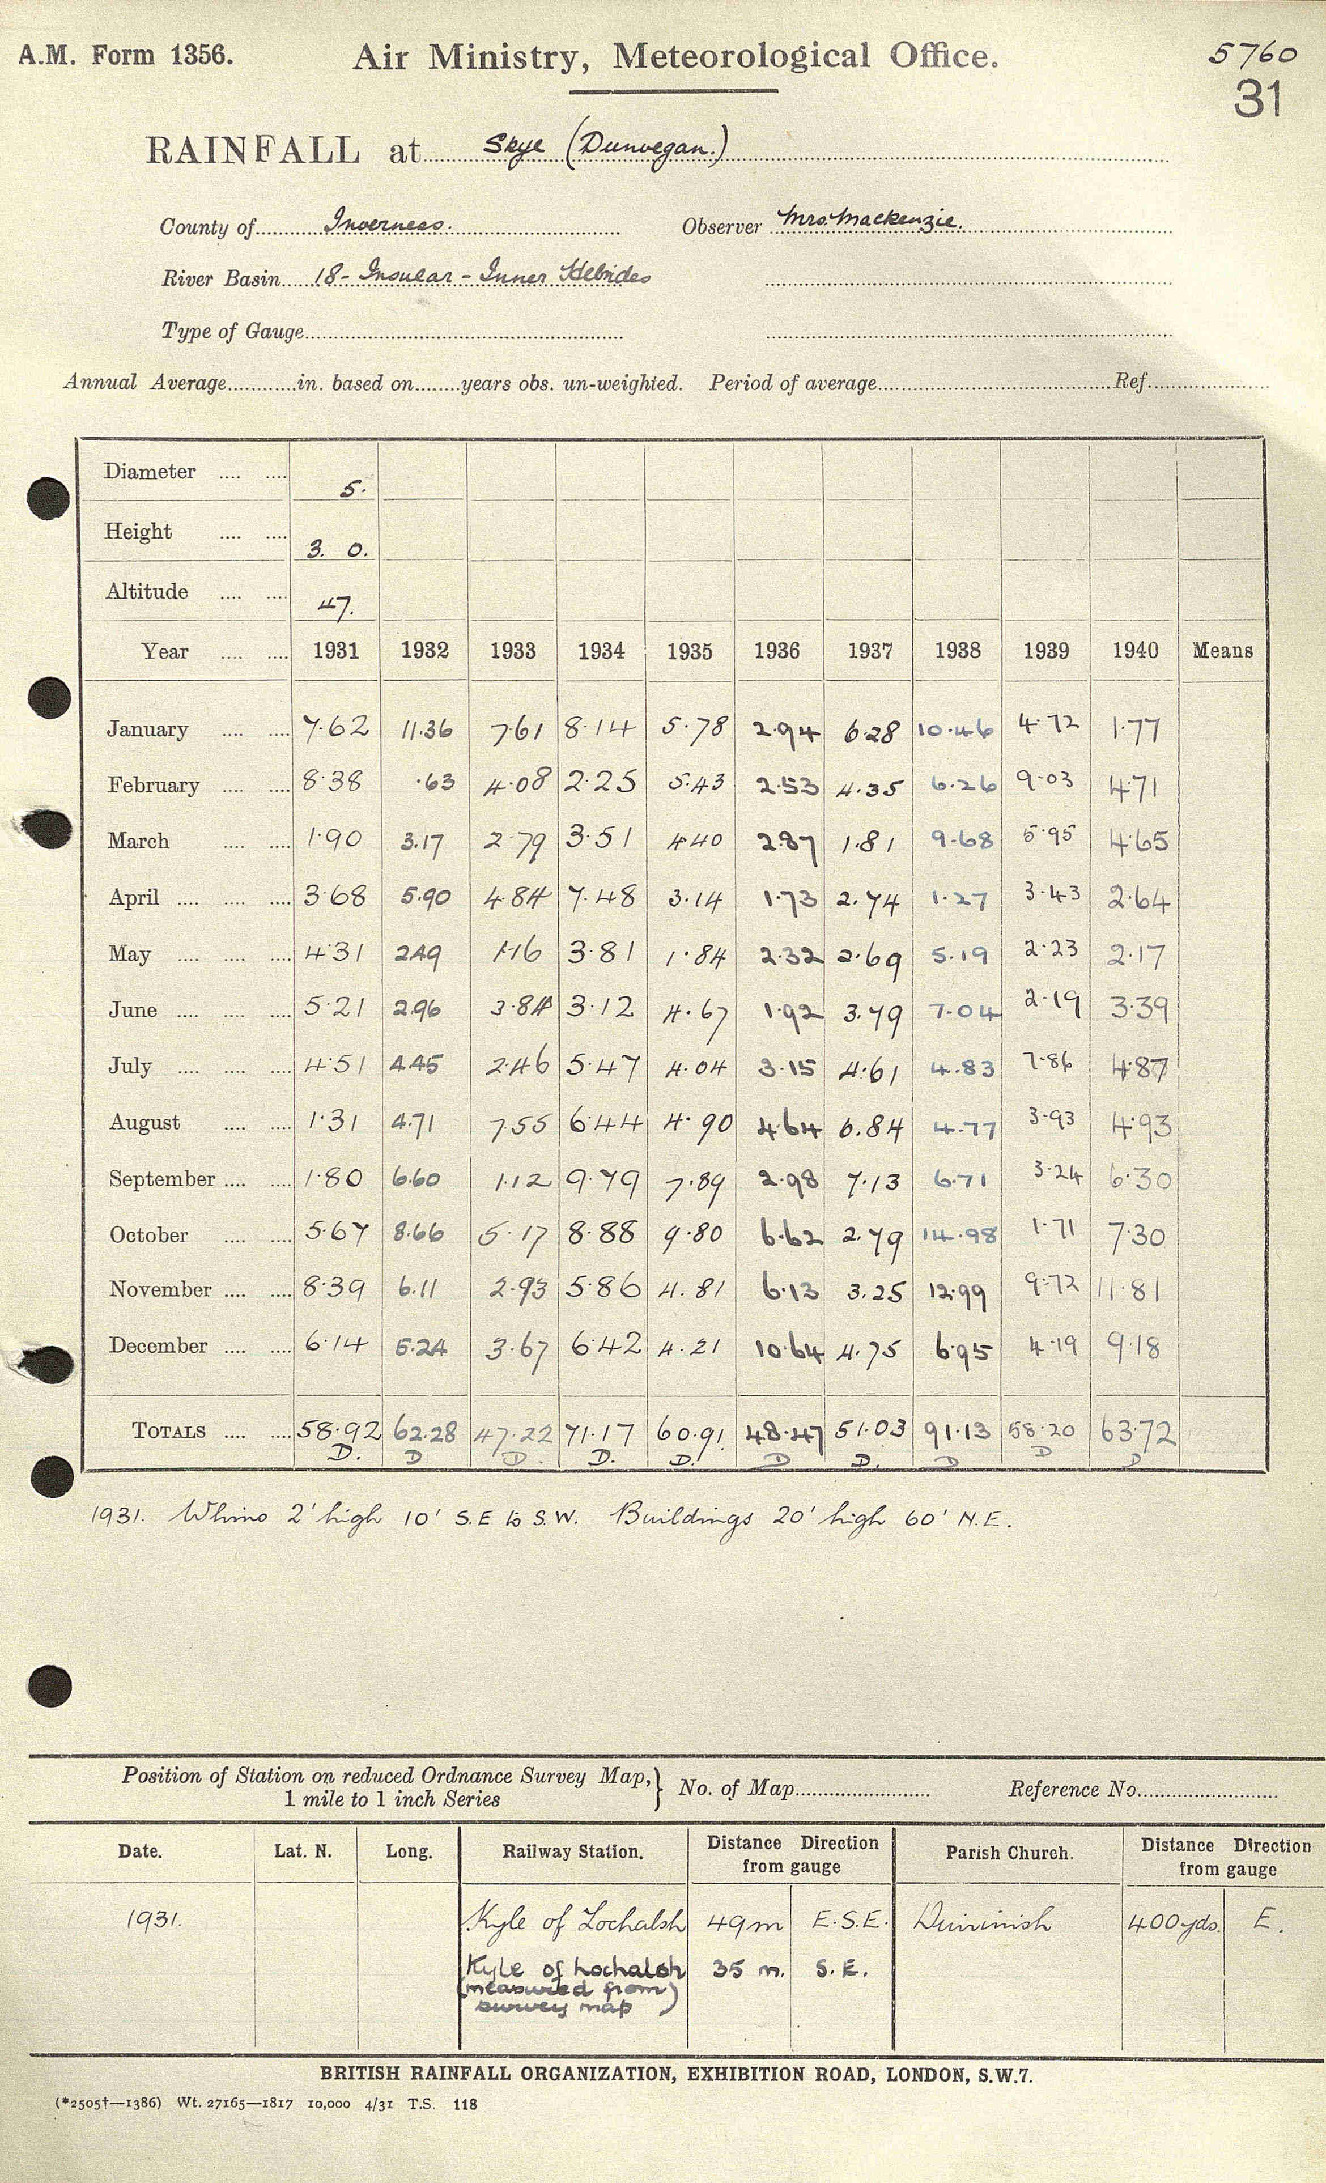 A.M. Form 1356. Air Ministry, Meteorological Office. 5760
31
RAINFALL at Skye (Dunvegan.)
County of Inverness. Observer Mrs. Mackenzie.
River Basin 18 - Insular - Inner Hebrides
Type of Gauge
Annual Average in. based on years obs. un-weighted. Period of average Ref.
Diameter 5.
Height 3. 0.
Altitude 47.
Year 1931 1932 1933 1934 1935 1936 1937 1938 1939 1940 Means
January 7.62 11.36 7.61 8.14 5.78 2.94 6.28 10.46 4.72 1.77
February 8.38 .63 4.08 2.25 5.43 2.53 4.35 6.26 9.03 4.71
March 1.90 3.17 2.79 3.51 4.40 2.87 1.81 9.68 5.95 4.65
April 3.68 5.90 4.84 7.48 3.14 1.73 2.74 1.27 3.43 2.64
May 4.31 2.49 1.16 3.81 1.84 2.32 2.69 5.19 2.23 2.17
June 5.21 2.96 3.84 3.12 4.67 1.92 3.79 7.04 2.19 3.39
July 4.51 4.45 2.46 5.47 4.04 3.15 4.61 4.83 7.86 4.87
August 1.31 4.71 7.55 6.44 4.90 4.64 6.84 4.77 3.93 4.93
September 1.80 6.60 1.12 9.79 7.89 2.98 7.13 6.71 3.24 6.30
October 5.67 8.66 5.17 8.88 9.80 6.62 2.79 14.98 1.71 7.30
November 8.39 6.11 2.93 5.86 4.81 6.13 3.25 12.99 9.72 11.81
December 6.14 5.24 3.67 6.42 4.21 10.64 4.75 6.95 4.19 9.18
TOTALS 58.92 62.28 47.22 71.17 60.91 48.47 51.03 91.13 58.20 63.72
D. D D. D. D. D D. D D D
1931. Whins 2' high 10' S.E to S.W. Buildings 20' high 60' N.E.
Position of Station on reduced Ordnance Survey Map, No. of Map Reference No.
1 mile to 1 inch Series
Date. Lat. N. Long. Railway Station. Distance Direction from gauge Parish Church. Distance Direction from gauge
1931. Kyle of Lochalsh 49m E.S.E. Duirinish 400yds. E.
Kyle of Lochalsh 35 m. S.E.
(measured from
survey map)
BRITISH RAINFALL ORGANIZATION, EXHIBITION ROAD, LONDON, S.W.7.
(*2505†—1386) Wt. 27165—1817 10,000 4/31 T.S. 118